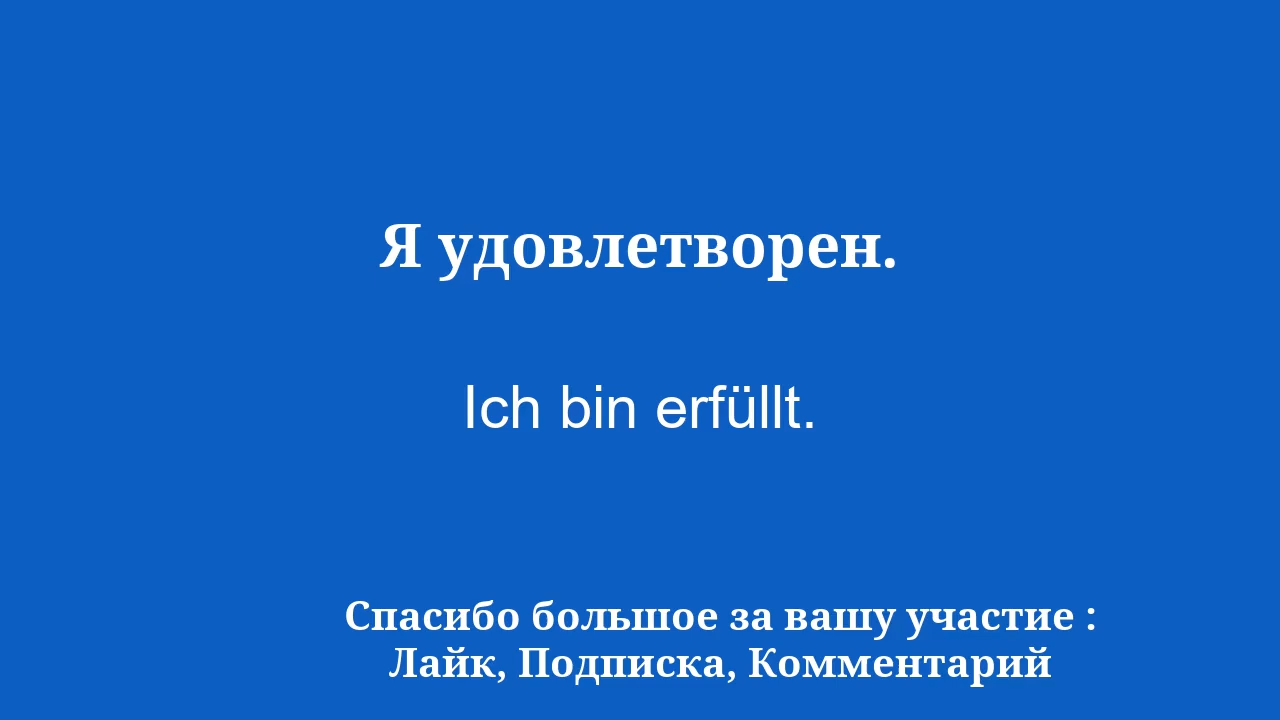 Я удовлетворен.
Ich bin erfüllt.
Спасибо большое за вашу участие :
Лайк, Подписка, Комментарий